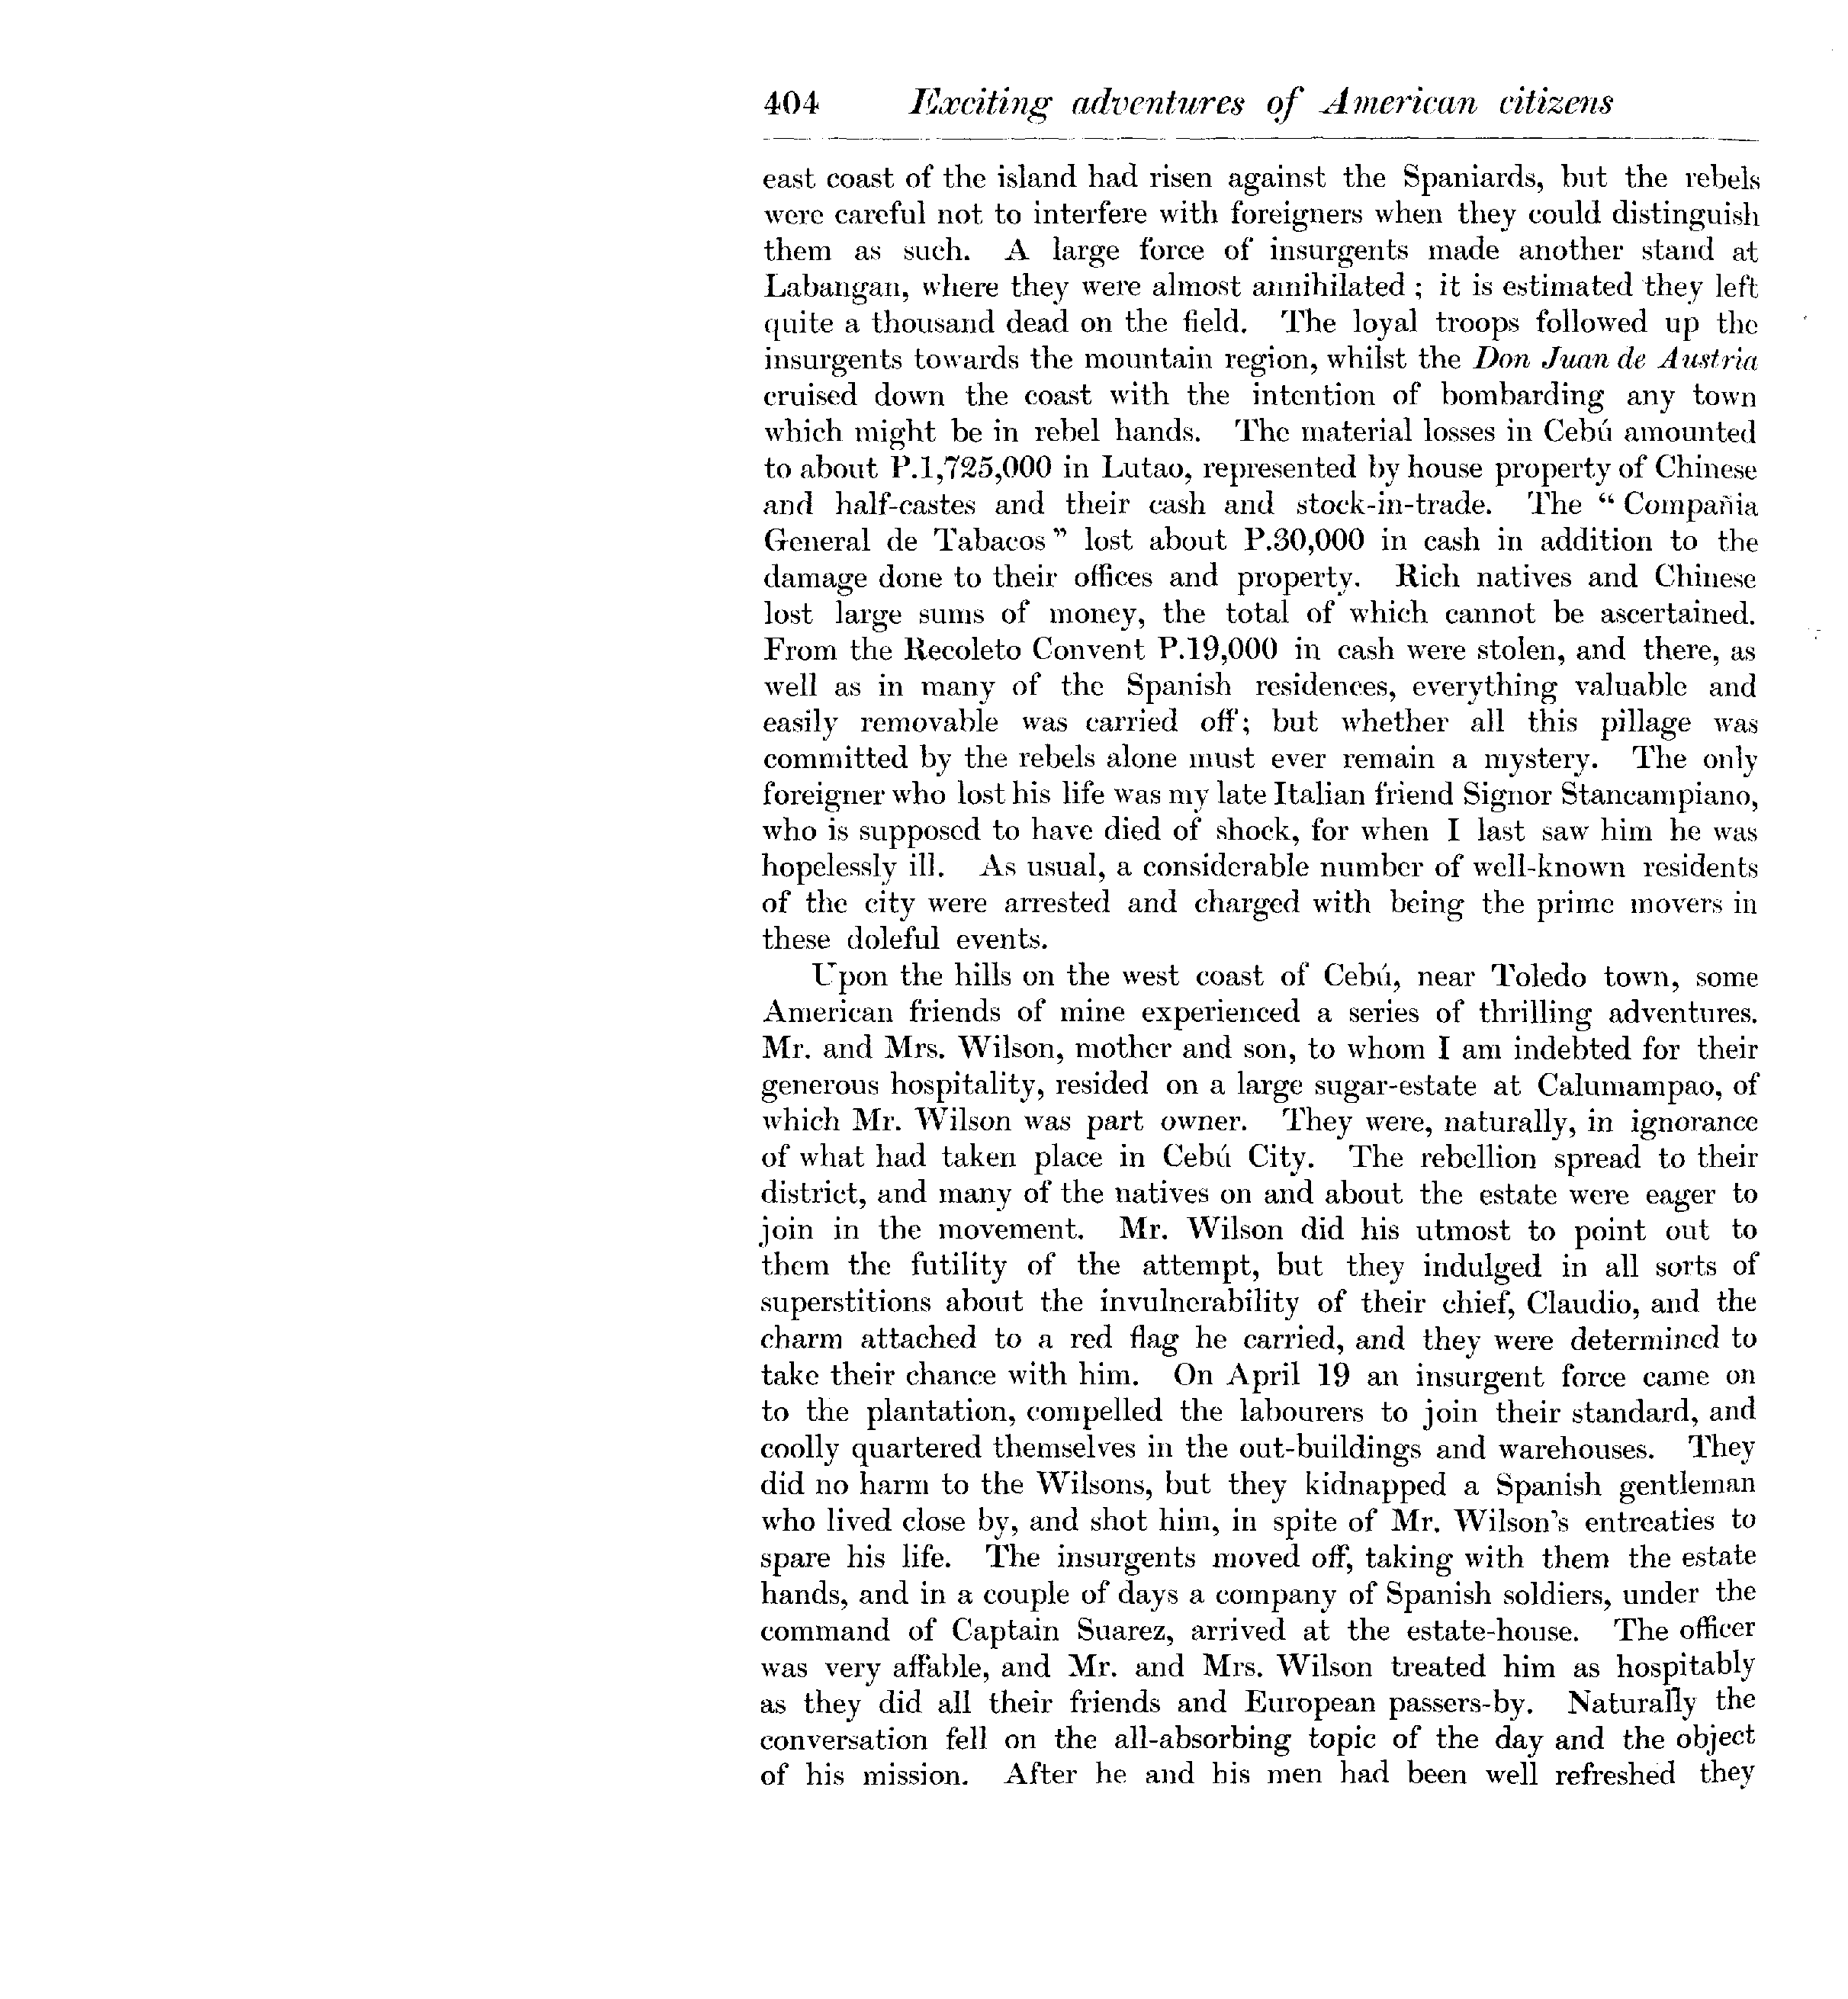 404 Exciting adventures of American citizens
east coast of the island had risen against the Spaniards, but the rebels
were careful not to interfere with foreigners when they could distinguish
them as such. A large force of insurgents made another stand at
Labangan, where they were almost annihilated ; it is estimated they left
quite a thousand dead on the field. The loyal troops followed up the
insurgents towards the mountain region, whilst the Don Juan de Austria
cruised down the coast with the intention of bombarding any town
which might be in rebel hands. The material losses in Cebú amounted
to about P.1,725,000 in Lutao, represented by house property of Chinese
and half-castes and their cash and stock-in-trade. The “ Compañia
General de Tabacos ” lost about P.30,000 in cash in addition to the
damage done to their offices and property. Rich natives and Chinese
lost large sums of money, the total of which cannot be ascertained.
From the Recoleto Convent P.19,000 in cash were stolen, and there, as
well as in many of the Spanish residences, everything valuable and
easily removable was carried off ; but whether all this pillage was
committed by the rebels alone must ever remain a mystery. The only
foreigner who lost his life was my late Italian friend Signor Stancampiano,
who is supposed to have died of shock, for when I last saw him he was
hopelessly ill. As usual, a considerable number of well-known residents
of the city were arrested and charged with being the prime movers in
these doleful events.
Upon the hills on the west coast of Cebú, near Toledo town, some
American friends of mine experienced a series of thrilling adventures.
Mr. and Mrs. Wilson, mother and son, to whom I am indebted for their
generous hospitality, resided on a large sugar-estate at Calumampao, of
which Mr. Wilson was part owner. They were, naturally, in ignorance
of what had taken place in Cebú City. The rebellion spread to their
district, and many of the natives on and about the estate were eager to
join in the movement. Mr. Wilson did his utmost to point out to
them the futility of the attempt, but they indulged in all sorts of
superstitions about the invulnerability of their chief, Claudio, and the
charm attached to a red flag he carried, and they were determined to
take their chance with him. On April 19 an insurgent force came on
to the plantation, compelled the labourers to join their standard, and
coolly quartered themselves in the out-buildings and warehouses. They
did no harm to the Wilsons, but they kidnapped a Spanish gentleman
who lived close by, and shot him, in spite of Mr. Wilson's entreaties to
spare his life. The insurgents moved off, taking with them the estate
hands, and in a couple of days a company of Spanish soldiers, under the
command of Captain Suarez, arrived at the estate-house. The officer
was very affable, and Mr. and Mrs. Wilson treated him as hospitably
as they did all their friends and European passers-by. Naturally the
conversation fell on the all-absorbing topic of the day and the object
of his mission. After he and his men had been well refreshed they